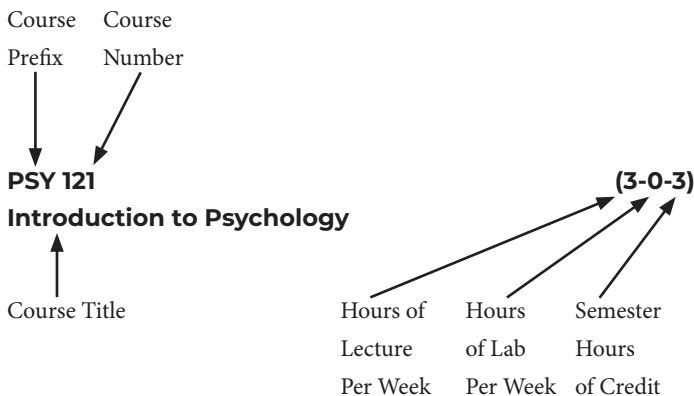 Course Course
Prefix Number
PSY 121 (3-0-3)
Introduction to Psychology
Course Title Hours of Hours Semester
Lecture of Lab Hours
Per Week Per Week of Credit